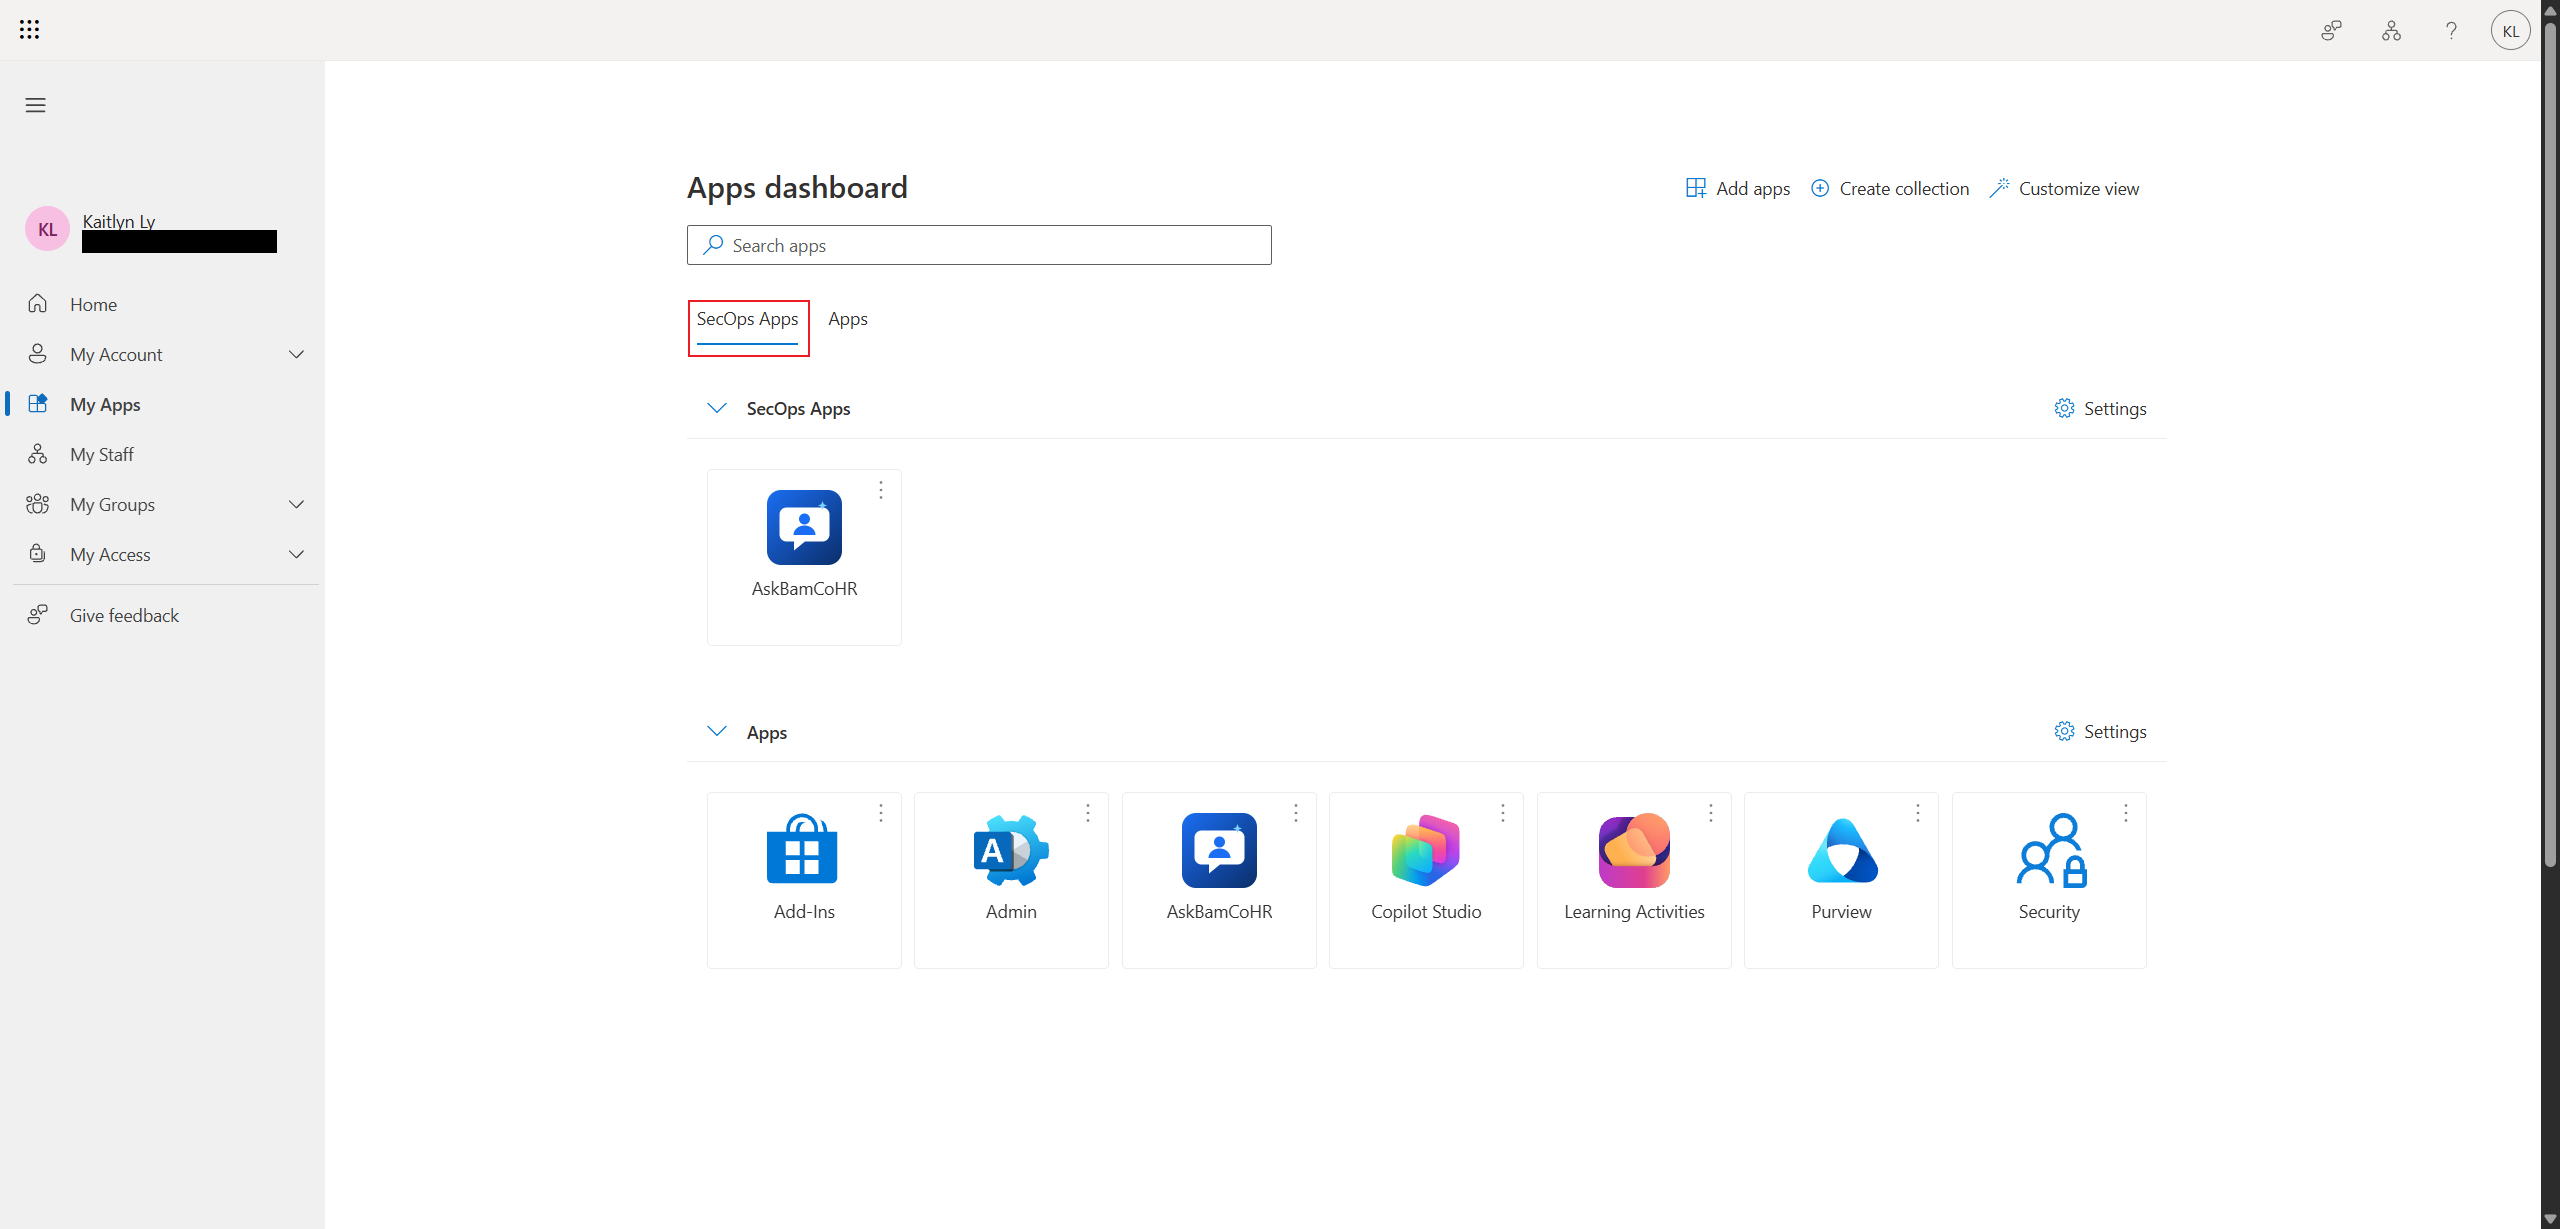 KL
KL
Kaitlyn Ly
Home
My Account
My Apps
My Staff
My Groups
My Access
Give feedback
Apps dashboard
Add apps
Create collection
Customize view
Search apps
SecOps Apps
Apps
SecOps Apps
Settings
AskBamCoHR
Apps
Settings
A
Add-Ins
Admin
AskBamCoHR
Copilot Studio
Learning Activities
Purview
Security